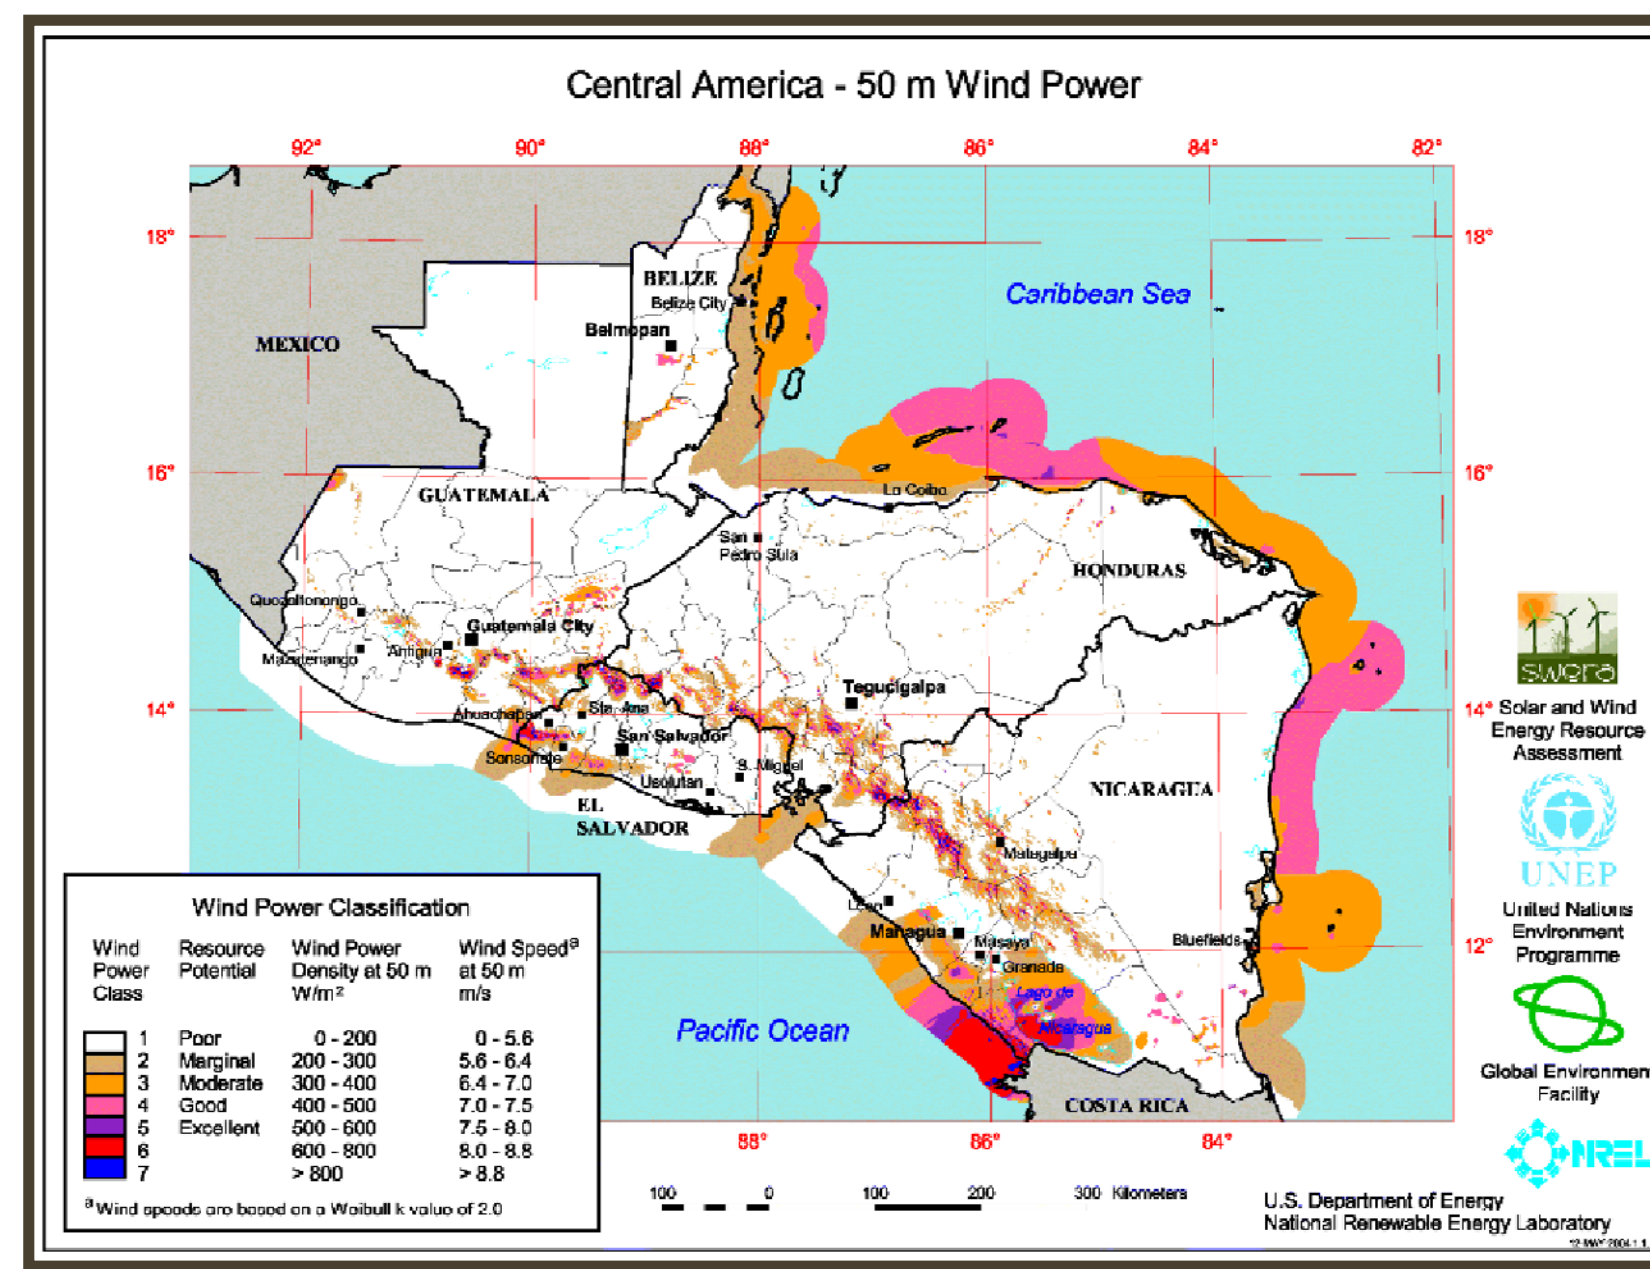 Central America - 50 m Wind Power
92° 90° 88° 86° 84° 82°
18° 18°
BELIZE
Belize City
Caribbean Sea
Belmopan
MEXICO
16° 16°
GUATEMALA
La Ceiba
San
Pedro Sula
HONDURAS
Guatemala City
Antigua
Mazatenango
Tegucigalpa
14° 14°
Ahuachapan
Sta. Ana
San Salvador
Sonsonate
S. Miguel
Usulutan
NICARAGUA
EL
SALVADOR
Matagalpa
Leon
Managua
Masaya
Bluefields
12°
Granada
Lago de
Nicaragua
Pacific Ocean
COSTA RICA
88° 86° 84°
100 0 100 200 300 Kilometers
Wind Power Classification
Wind Power Class
Resource Potential
Wind Power Density at 50 m W/m²
Wind Speedᵃ at 50 m m/s
1 Poor 0 - 200 0 - 5.6
2 Marginal 200 - 300 5.6 - 6.4
3 Moderate 300 - 400 6.4 - 7.0
4 Good 400 - 500 7.0 - 7.5
5 Excellent 500 - 600 7.5 - 8.0
6 600 - 800 8.0 - 8.8
7 > 800 > 8.8
ᵃ Wind speeds are based on a Weibull k value of 2.0
swera
Solar and Wind
Energy Resource
Assessment
UNEP
United Nations
Environment
Programme
Global Environment
Facility
NREL
U.S. Department of Energy
National Renewable Energy Laboratory